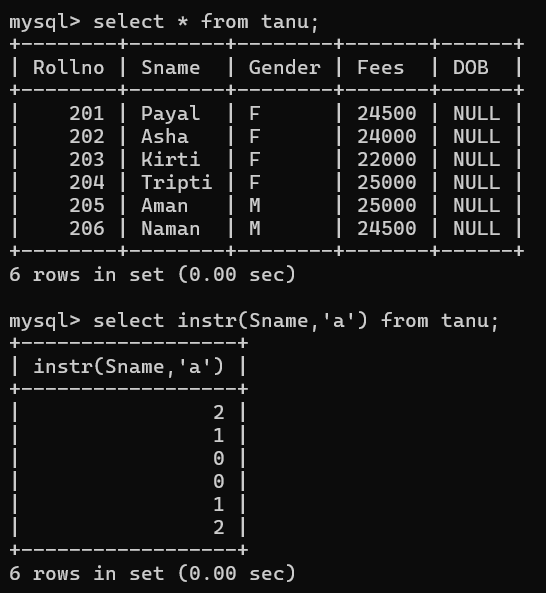 mysql> select * from tanu;
+--------+--------+--------+-------+------+
| Rollno | Sname  | Gender | Fees  | DOB  |
+--------+--------+--------+-------+------+
|    201 | Payal  | F      | 24500 | NULL |
|    202 | Asha   | F      | 24000 | NULL |
|    203 | Kirti  | F      | 22000 | NULL |
|    204 | Tripti | F      | 25000 | NULL |
|    205 | Aman   | M      | 25000 | NULL |
|    206 | Naman  | M      | 24500 | NULL |
+--------+--------+--------+-------+------+
6 rows in set (0.00 sec)

mysql> select instr(Sname,'a') from tanu;
+------------------+
| instr(Sname,'a') |
+------------------+
|                2 |
|                1 |
|                0 |
|                0 |
|                1 |
|                2 |
+------------------+
6 rows in set (0.00 sec)